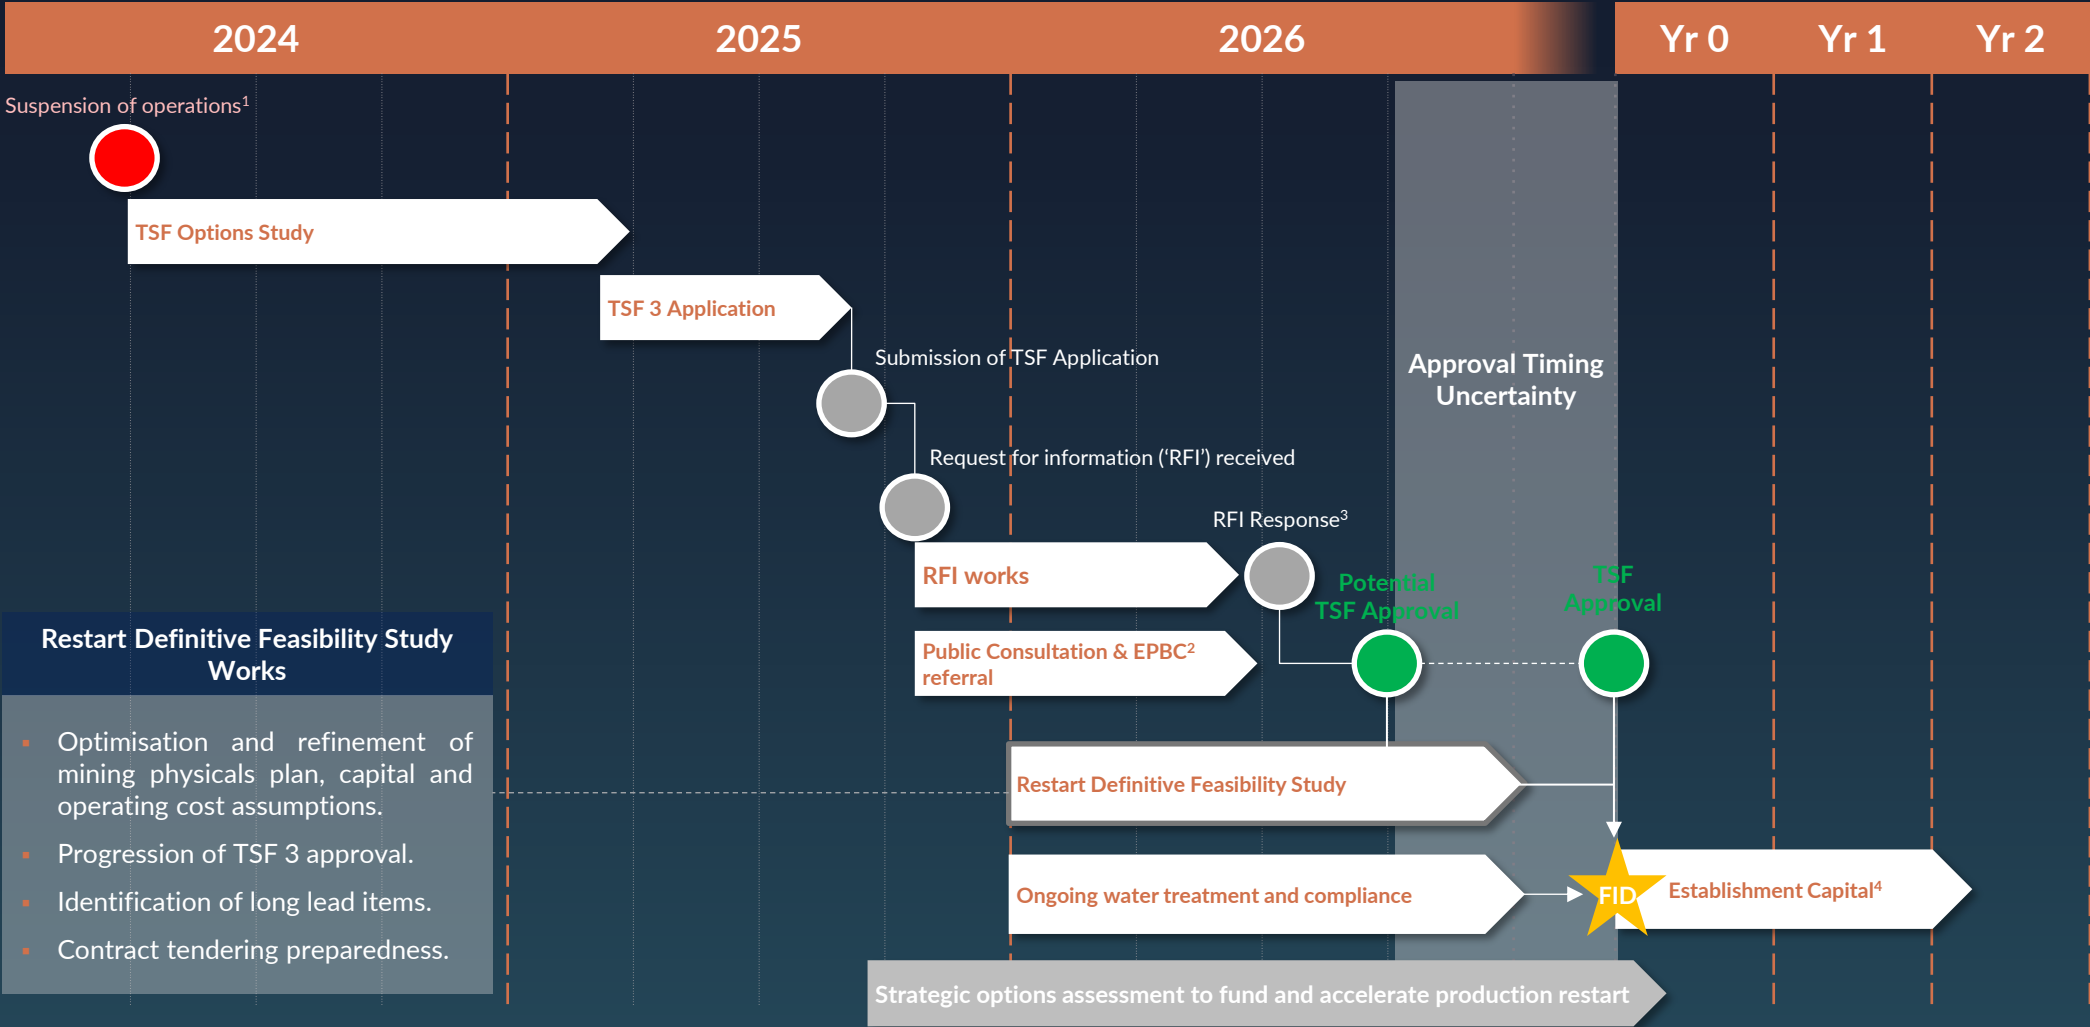 2024
2025
2026
Yr 0
Yr 1
Yr 2
Suspension of operations¹
TSF Options Study
TSF 3 Application
Submission of TSF Application
Approval Timing
Uncertainty
Request for information (‘RFI’) received
RFI Response³
RFI works
Potential
TSF Approval
TSF
Approval
Public Consultation & EPBC²
referral
Restart Definitive Feasibility Study
Works
Optimisation and refinement of
mining physicals plan, capital and
operating cost assumptions.
Progression of TSF 3 approval.
Identification of long lead items.
Contract tendering preparedness.
Restart Definitive Feasibility Study
Ongoing water treatment and compliance
FID
Establishment Capital⁴
Strategic options assessment to fund and accelerate production restart